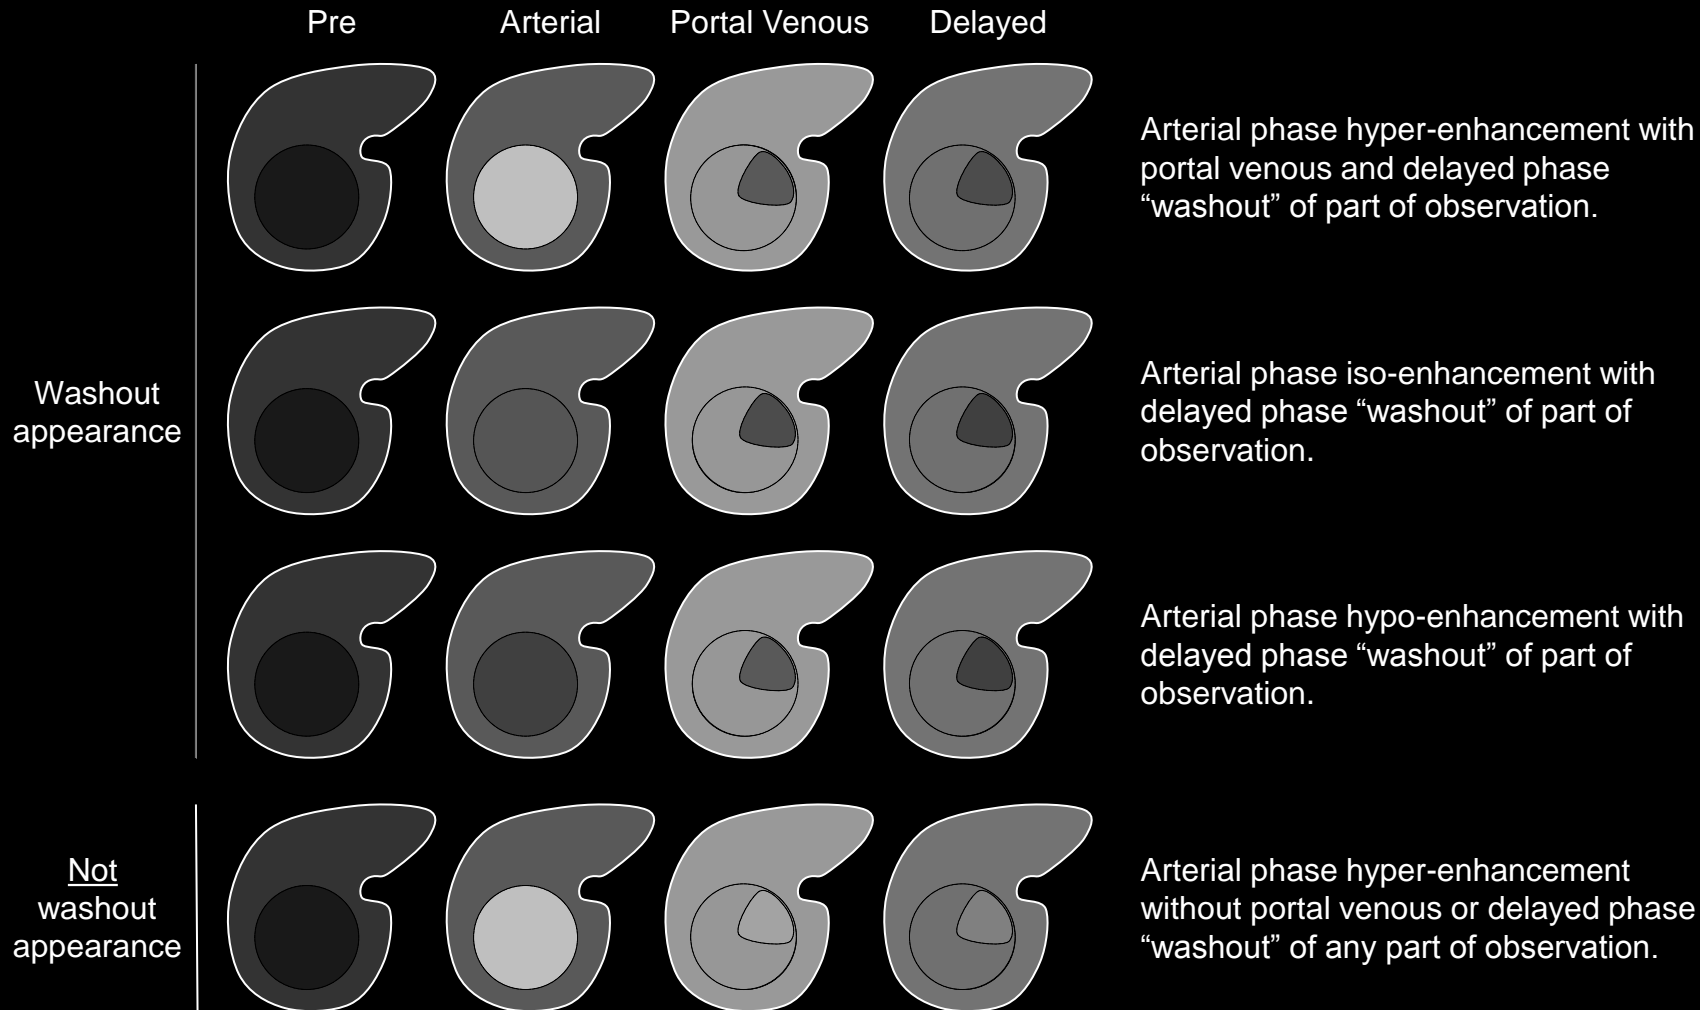 Pre
Arterial
Portal Venous
Delayed
Washout
appearance
Arterial phase hyper-enhancement with
portal venous and delayed phase
“washout” of part of observation.
Arterial phase iso-enhancement with
delayed phase “washout” of part of
observation.
Arterial phase hypo-enhancement with
delayed phase “washout” of part of
observation.
Not
washout
appearance
Arterial phase hyper-enhancement
without portal venous or delayed phase
“washout” of any part of observation.